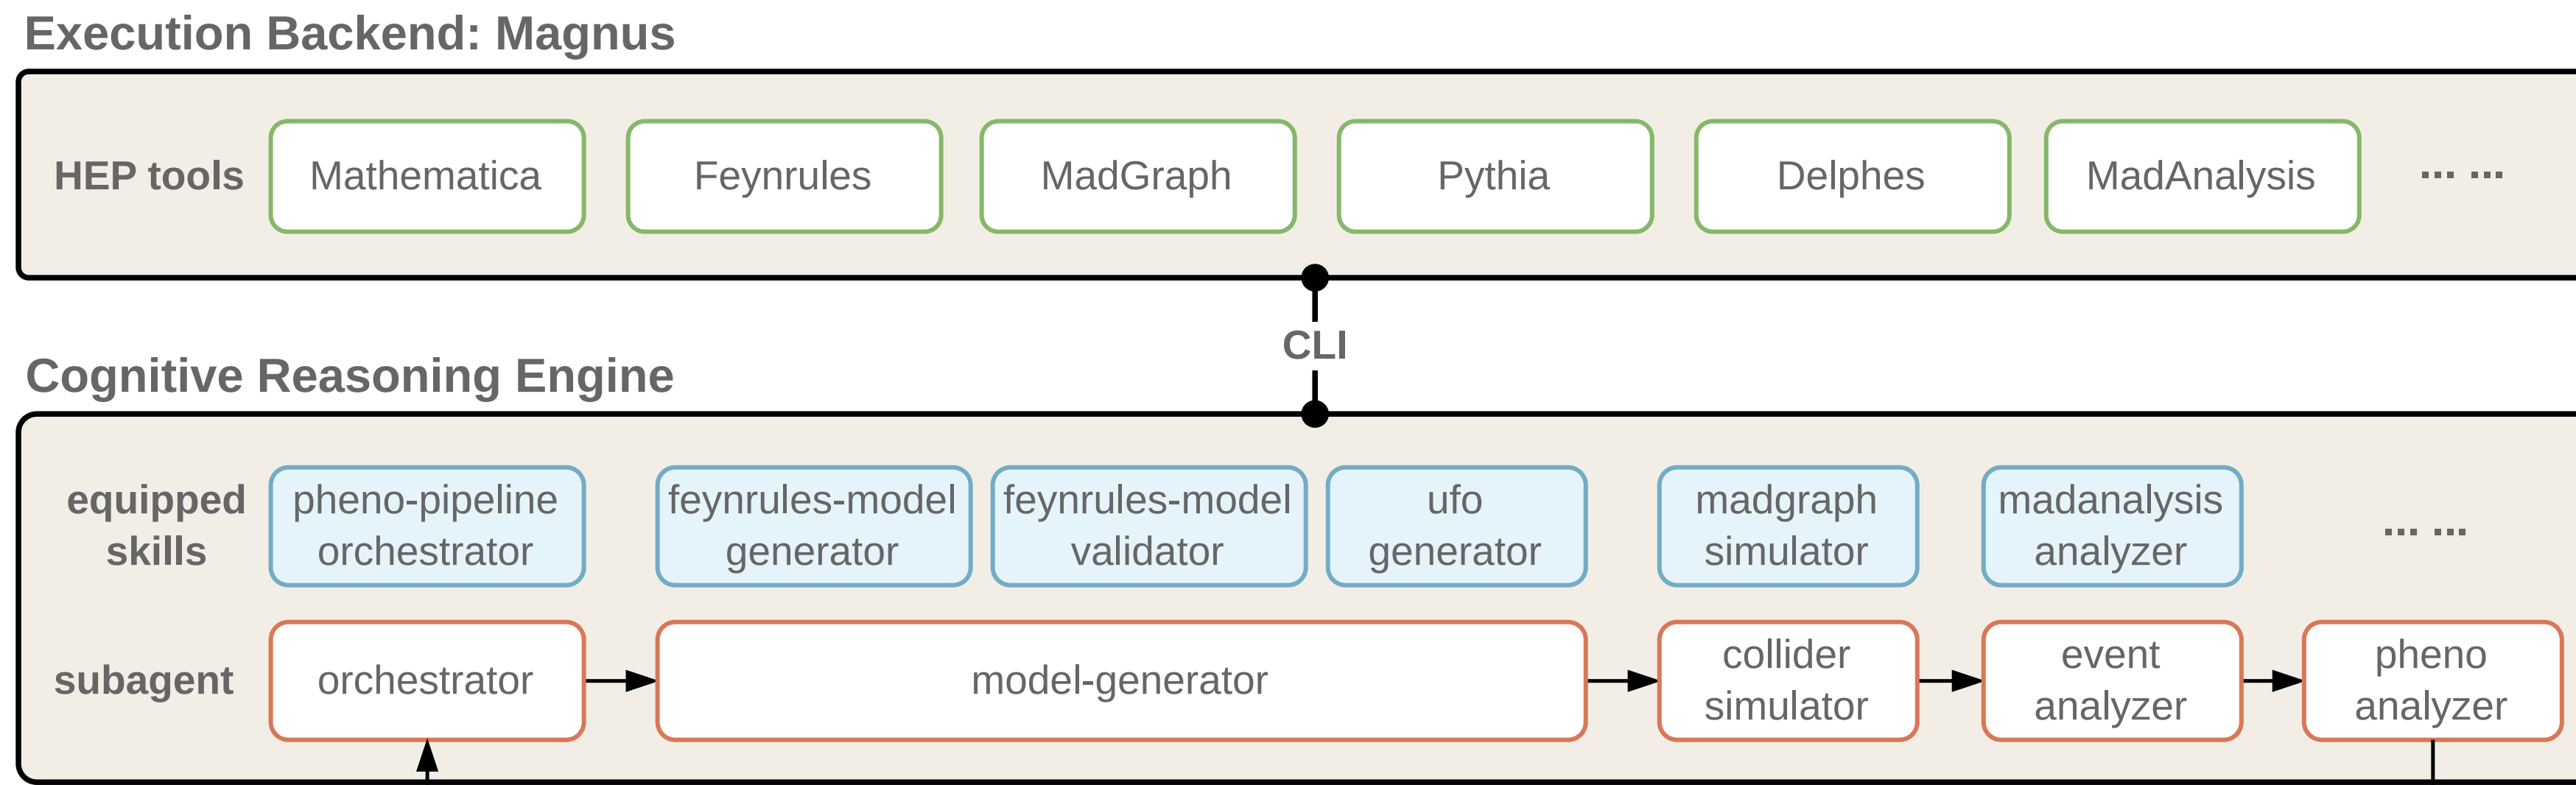 Execution Backend: Magnus
HEP tools
Mathematica
Feynrules
MadGraph
Pythia
Delphes
MadAnalysis
... ...
CLI
Cognitive Reasoning Engine
equipped
skills
pheno-pipeline
orchestrator
feynrules-model
generator
feynrules-model
validator
ufo
generator
madgraph
simulator
madanalysis
analyzer
... ...
subagent
orchestrator
model-generator
collider
simulator
event
analyzer
pheno
analyzer